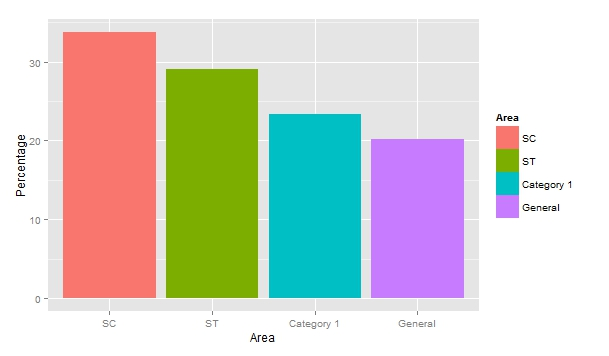 Percentage
30
20
10
0
SC
ST
Category 1
General
Area
Area
SC
ST
Category 1
General